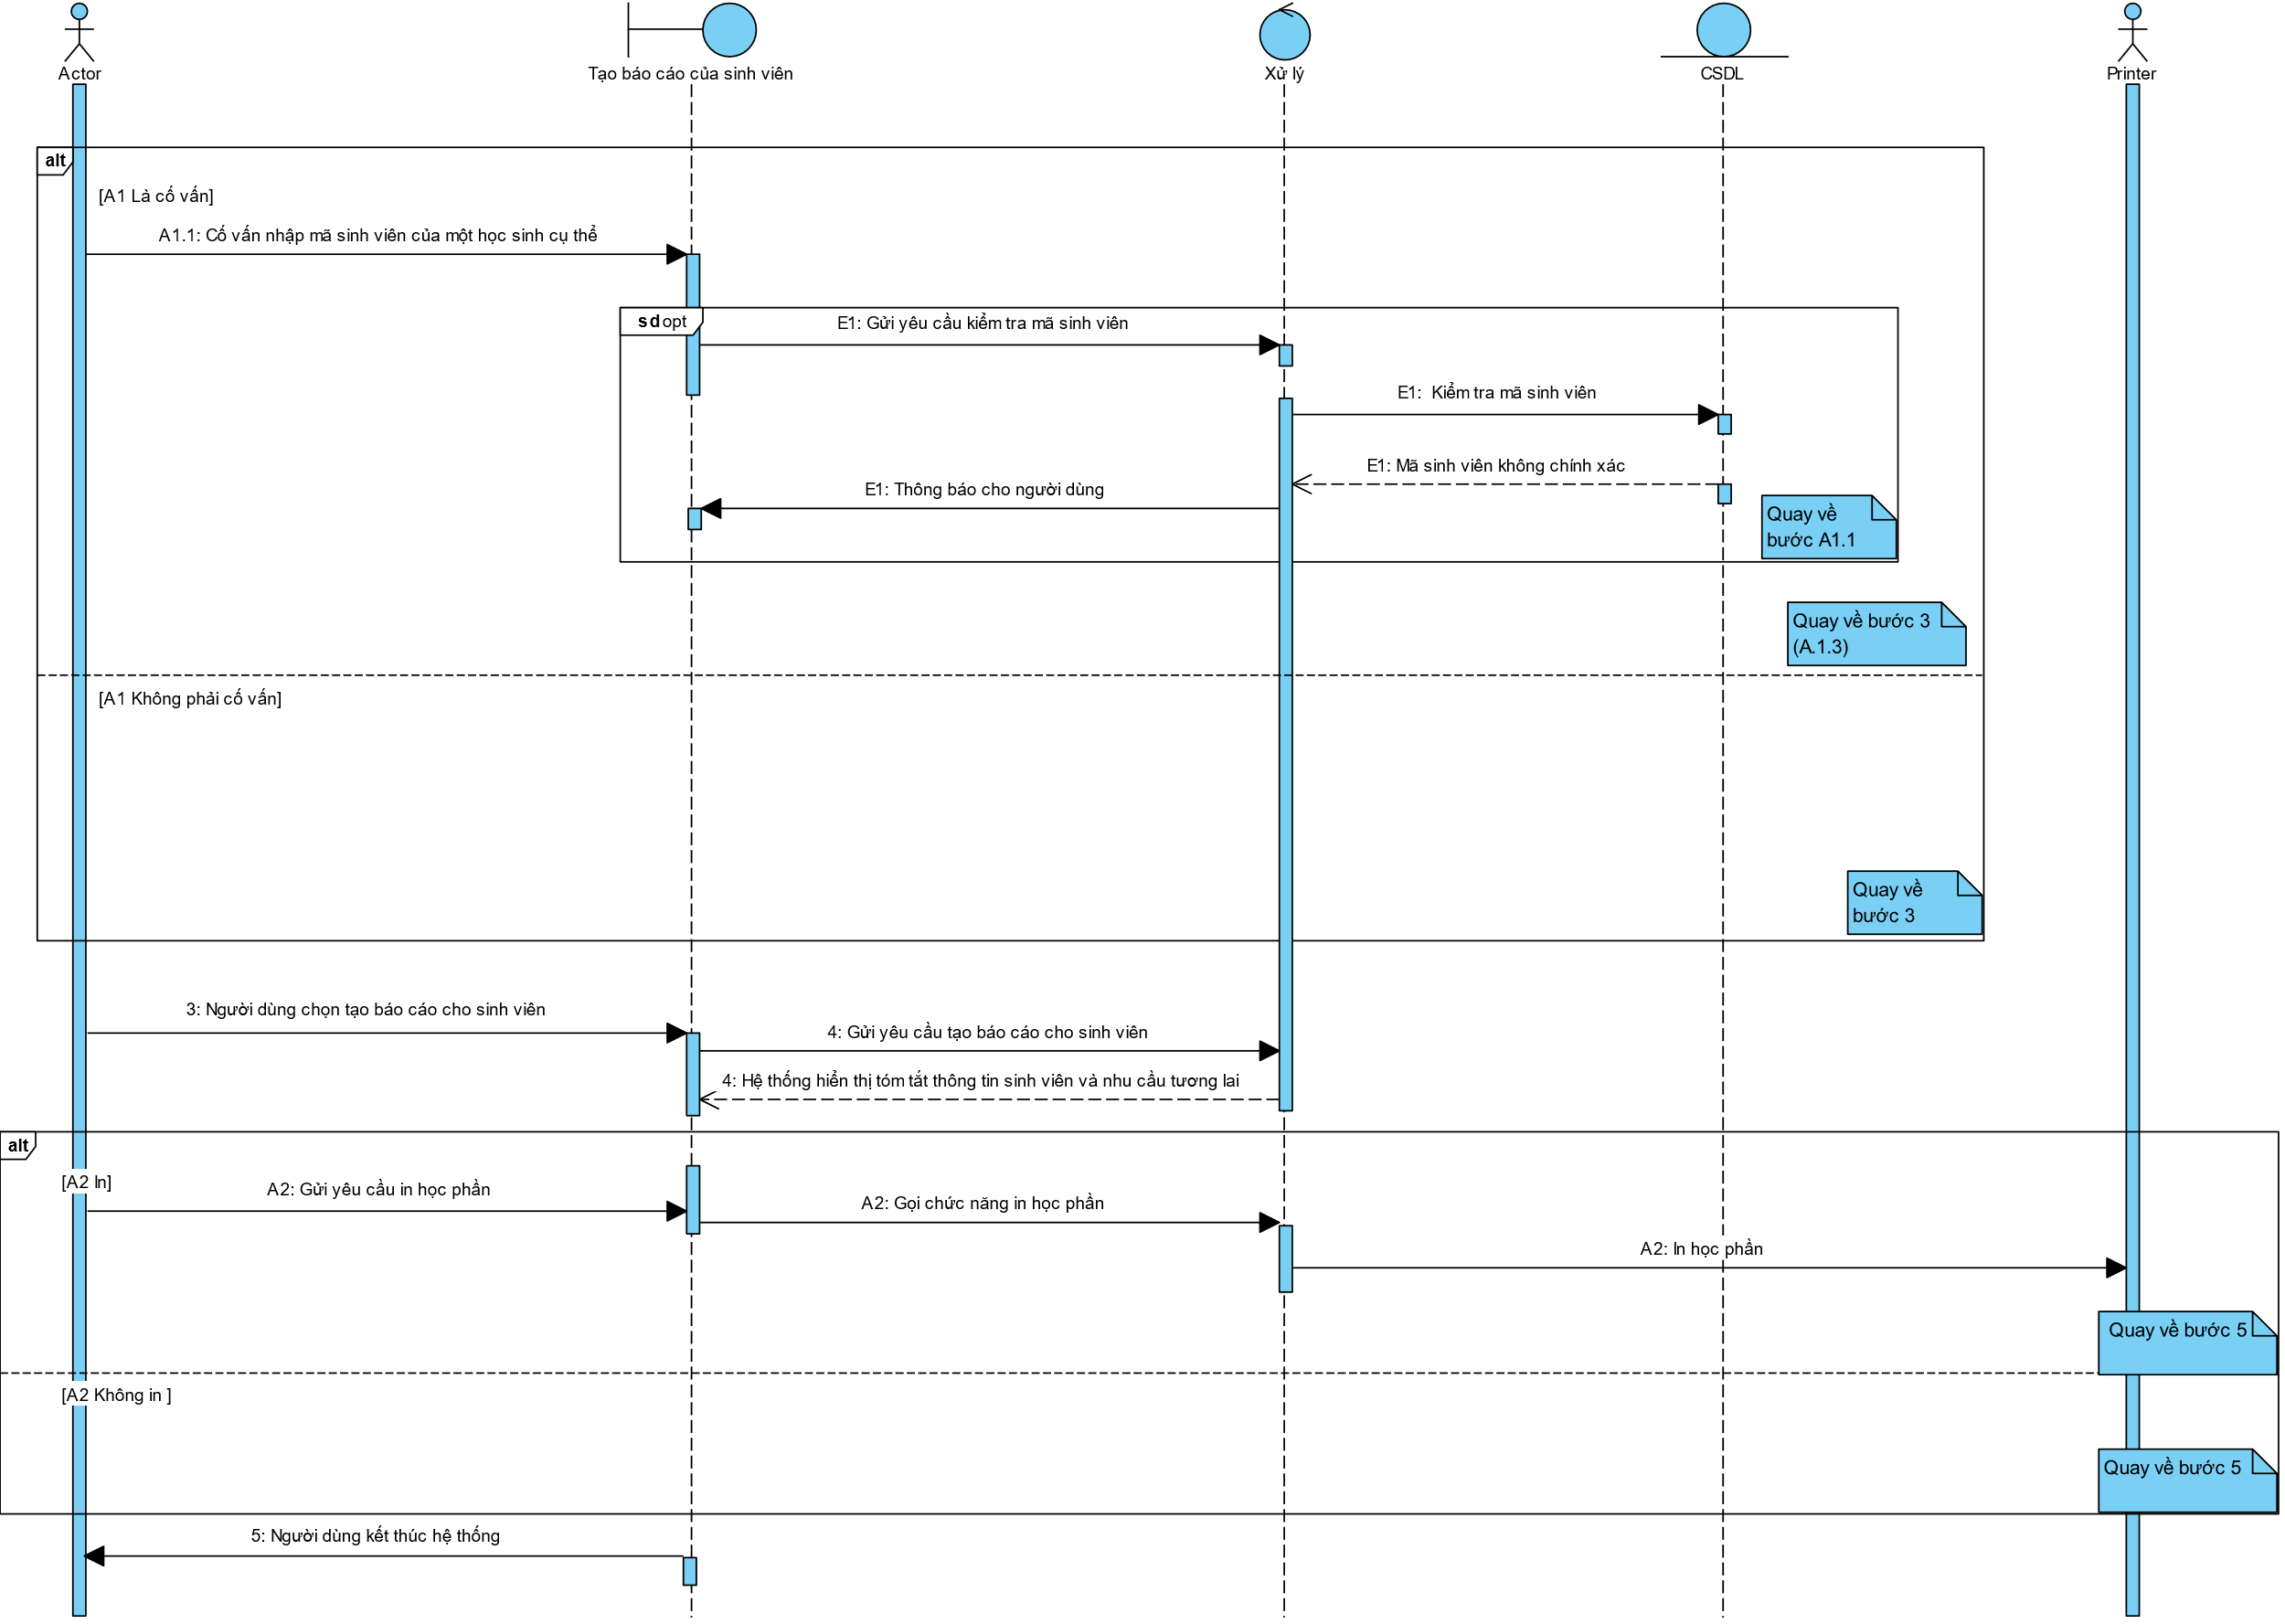 Actor
Tạo báo cáo của sinh viên
Xử lý
CSDL
Printer
alt
[A1 Là cố vấn]
A1.1: Cố vấn nhập mã sinh viên của một học sinh cụ thể
sd opt
E1: Gửi yêu cầu kiểm tra mã sinh viên
E1: Kiểm tra mã sinh viên
E1: Mã sinh viên không chính xác
E1: Thông báo cho người dùng
Quay về
bước A1.1
Quay về bước 3
(A.1.3)
[A1 Không phải cố vấn]
Quay về
bước 3
3: Người dùng chọn tạo báo cáo cho sinh viên
4: Gửi yêu cầu tạo báo cáo cho sinh viên
4: Hệ thống hiển thị tóm tắt thông tin sinh viên và nhu cầu tương lai
alt
[A2 In]
A2: Gửi yêu cầu in học phần
A2: Gọi chức năng in học phần
A2: In học phần
Quay về bước 5
[A2 Không in ]
Quay về bước 5
5: Người dùng kết thúc hệ thống